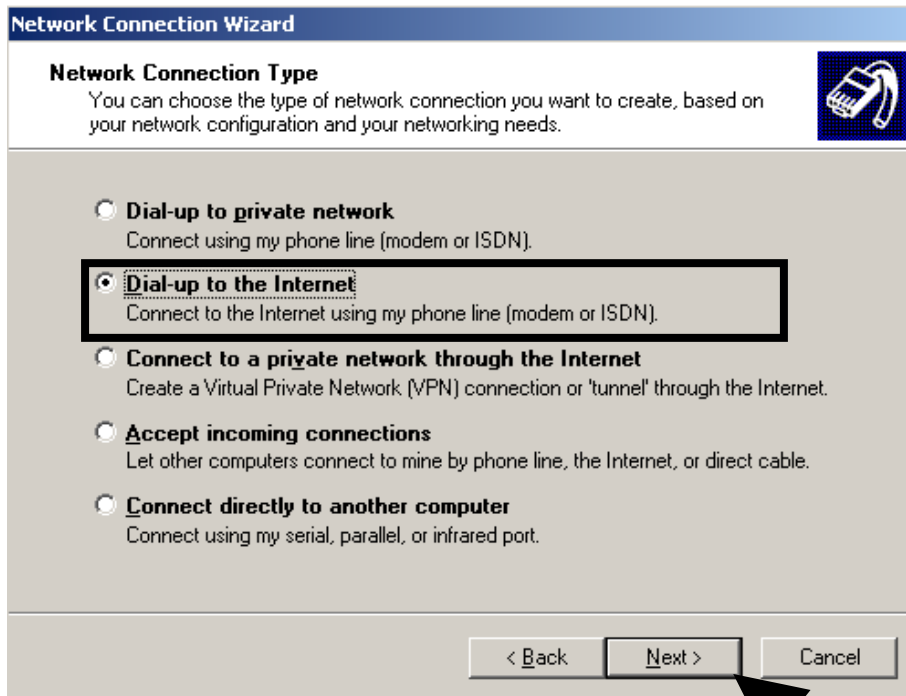 Network Connection Wizard
Network Connection Type
You can choose the type of network connection you want to create, based on
your network configuration and your networking needs.
Dial-up to private network
Connect using my phone line (modem or ISDN).
Dial-up to the Internet
Connect to the Internet using my phone line (modem or ISDN).
Connect to a private network through the Internet
Create a Virtual Private Network (VPN) connection or 'tunnel' through the Internet.
Accept incoming connections
Let other computers connect to mine by phone line, the Internet, or direct cable.
Connect directly to another computer
Connect using my serial, parallel, or infrared port.
< Back Next > Cancel